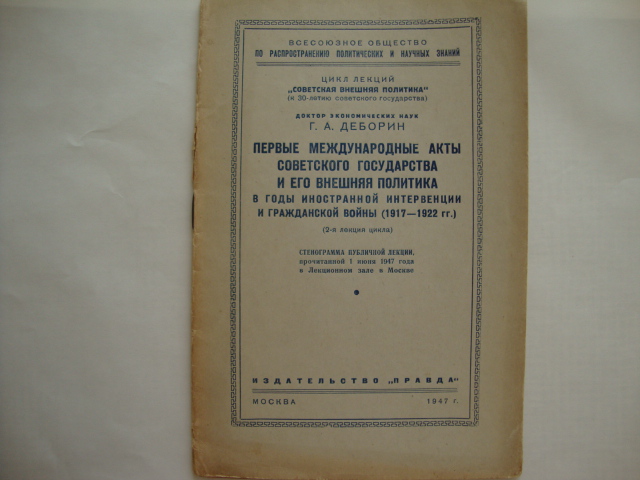 ВСЕСОЮЗНОЕ ОБЩЕСТВО
ПО РАСПРОСТРАНЕНИЮ ПОЛИТИЧЕСКИХ И НАУЧНЫХ ЗНАНИЙ
ЦИКЛ ЛЕКЦИЙ
„СОВЕТСКАЯ ВНЕШНЯЯ ПОЛИТИКА"
(к 30-летию советского государства)
ДОКТОР ЭКОНОМИЧЕСКИХ НАУК
Г. А. ДЕБОРИН
ПЕРВЫЕ МЕЖДУНАРОДНЫЕ АКТЫ
СОВЕТСКОГО ГОСУДАРСТВА
И ЕГО ВНЕШНЯЯ ПОЛИТИКА
В ГОДЫ ИНОСТРАННОЙ ИНТЕРВЕНЦИИ
И ГРАЖДАНСКОЙ ВОЙНЫ (1917—1922 гг.)
(2-я лекция цикла)
СТЕНОГРАММА ПУБЛИЧНОЙ ЛЕКЦИИ,
прочитанной 1 июня 1947 года
в Лекционном зале в Москве
ИЗДАТЕЛЬСТВО „ПРАВДА"
МОСКВА 1947 г.